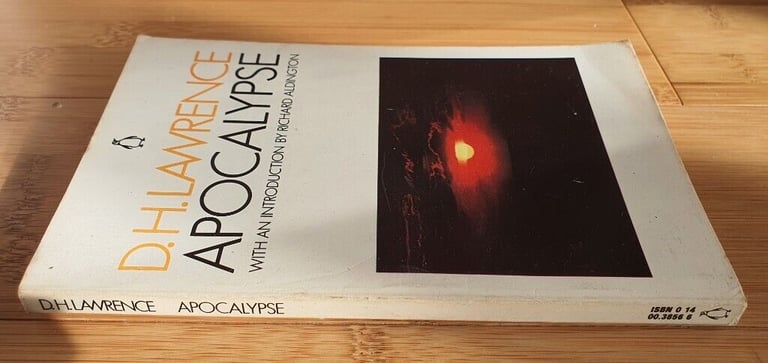 D.H. LAWRENCE
APOCALYPSE
WITH AN INTRODUCTION BY RICHARD ALDINGTON
D.H. LAWRENCE APOCALYPSE
ISBN 0 14
00.3856 6